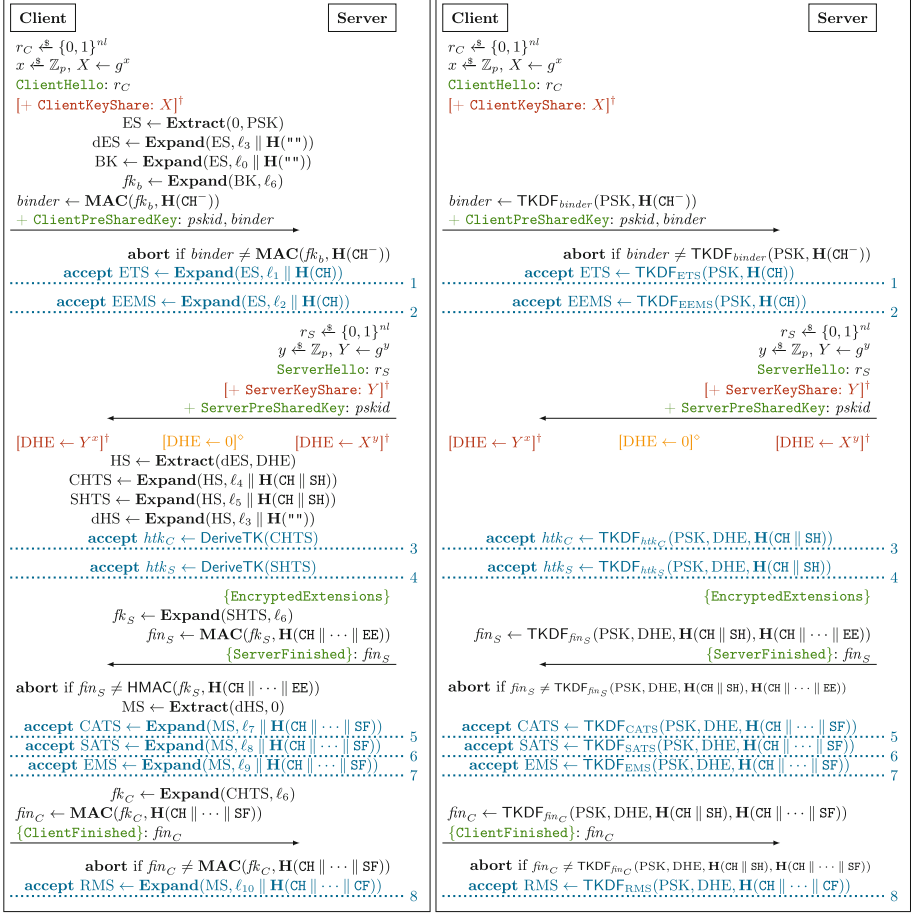 Client Server
r_C ←$ {0,1}^{nl}
x ←$ ℤ_p, X ← g^x
ClientHello: r_C
[+ ClientKeyShare: X]^†
ES ← Extract(0, PSK)
dES ← Expand(ES, ℓ_3 ∥ H(""))
BK ← Expand(ES, ℓ_0 ∥ H(""))
fk_b ← Expand(BK, ℓ_6)
binder ← MAC(fk_b, H(CH^−))
+ ClientPreSharedKey: pskid, binder
abort if binder ≠ MAC(fk_b, H(CH^−))
accept ETS ← Expand(ES, ℓ_1 ∥ H(CH))
1
accept EEMS ← Expand(ES, ℓ_2 ∥ H(CH))
2
r_S ←$ {0,1}^{nl}
y ←$ ℤ_p, Y ← g^y
ServerHello: r_S
[+ ServerKeyShare: Y]^†
+ ServerPreSharedKey: pskid
[DHE ← Y^x]^† [DHE ← 0]^⋄ [DHE ← X^y]^†
HS ← Extract(dES, DHE)
CHTS ← Expand(HS, ℓ_4 ∥ H(CH ∥ SH))
SHTS ← Expand(HS, ℓ_5 ∥ H(CH ∥ SH))
dHS ← Expand(HS, ℓ_3 ∥ H(""))
accept htk_C ← DeriveTK(CHTS)
3
accept htk_S ← DeriveTK(SHTS)
4
{EncryptedExtensions}
fk_S ← Expand(SHTS, ℓ_6)
fin_S ← MAC(fk_S, H(CH ∥ ··· ∥ EE))
{ServerFinished}: fin_S
abort if fin_S ≠ HMAC(fk_S, H(CH ∥ ··· ∥ EE))
MS ← Extract(dHS, 0)
accept CATS ← Expand(MS, ℓ_7 ∥ H(CH ∥ ··· ∥ SF))
5
accept SATS ← Expand(MS, ℓ_8 ∥ H(CH ∥ ··· ∥ SF))
6
accept EMS ← Expand(MS, ℓ_9 ∥ H(CH ∥ ··· ∥ SF))
7
fk_C ← Expand(CHTS, ℓ_6)
fin_C ← MAC(fk_C, H(CH ∥ ··· ∥ SF))
{ClientFinished}: fin_C
abort if fin_C ≠ MAC(fk_C, H(CH ∥ ··· ∥ SF))
accept RMS ← Expand(MS, ℓ_10 ∥ H(CH ∥ ··· ∥ CF))
8
Client Server
r_C ←$ {0,1}^{nl}
x ←$ ℤ_p, X ← g^x
ClientHello: r_C
[+ ClientKeyShare: X]^†
binder ← TKDF_binder(PSK, H(CH^−))
+ ClientPreSharedKey: pskid, binder
abort if binder ≠ TKDF_binder(PSK, H(CH^−))
accept ETS ← TKDF_ETS(PSK, H(CH))
1
accept EEMS ← TKDF_EEMS(PSK, H(CH))
2
r_S ←$ {0,1}^{nl}
y ←$ ℤ_p, Y ← g^y
ServerHello: r_S
[+ ServerKeyShare: Y]^†
+ ServerPreSharedKey: pskid
[DHE ← Y^x]^† [DHE ← 0]^⋄ [DHE ← X^y]^†
accept htk_C ← TKDF_{htk_C}(PSK, DHE, H(CH ∥ SH))
3
accept htk_S ← TKDF_{htk_S}(PSK, DHE, H(CH ∥ SH))
4
{EncryptedExtensions}
fin_S ← TKDF_{fin_S}(PSK, DHE, H(CH ∥ SH), H(CH ∥ ··· ∥ EE))
{ServerFinished}: fin_S
abort if fin_S ≠ TKDF_{fin_S}(PSK, DHE, H(CH ∥ SH), H(CH ∥ ··· ∥ EE))
accept CATS ← TKDF_CATS(PSK, DHE, H(CH ∥ ··· ∥ SF))
5
accept SATS ← TKDF_SATS(PSK, DHE, H(CH ∥ ··· ∥ SF))
6
accept EMS ← TKDF_EMS(PSK, DHE, H(CH ∥ ··· ∥ SF))
7
fin_C ← TKDF_{fin_C}(PSK, DHE, H(CH ∥ SH), H(CH ∥ ··· ∥ SF))
{ClientFinished}: fin_C
abort if fin_C ≠ TKDF_{fin_C}(PSK, DHE, H(CH ∥ SH), H(CH ∥ ··· ∥ SF))
accept RMS ← TKDF_RMS(PSK, DHE, H(CH ∥ ··· ∥ CF))
8